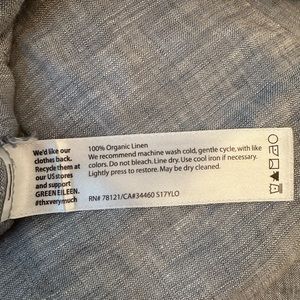 We'd like our
clothes back.
Recycle them at
our US stores
and support
GREEN EILEEN.
#thxverymuch
100% Organic Linen
We recommend machine wash cold, gentle cycle, with like
colors. Do not bleach. Line dry. Use cool iron if necessary.
Lightly press to restore. May be dry cleaned.
RN# 78121/CA#34460 S17YLO